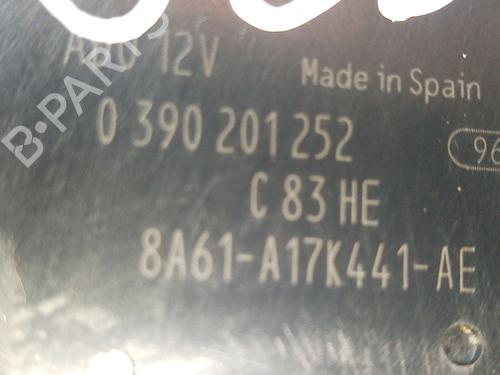 12V
Made in Spain
0 390 201 252
96
C 83 HE
8A61-A17K441-AE
B-PARTS